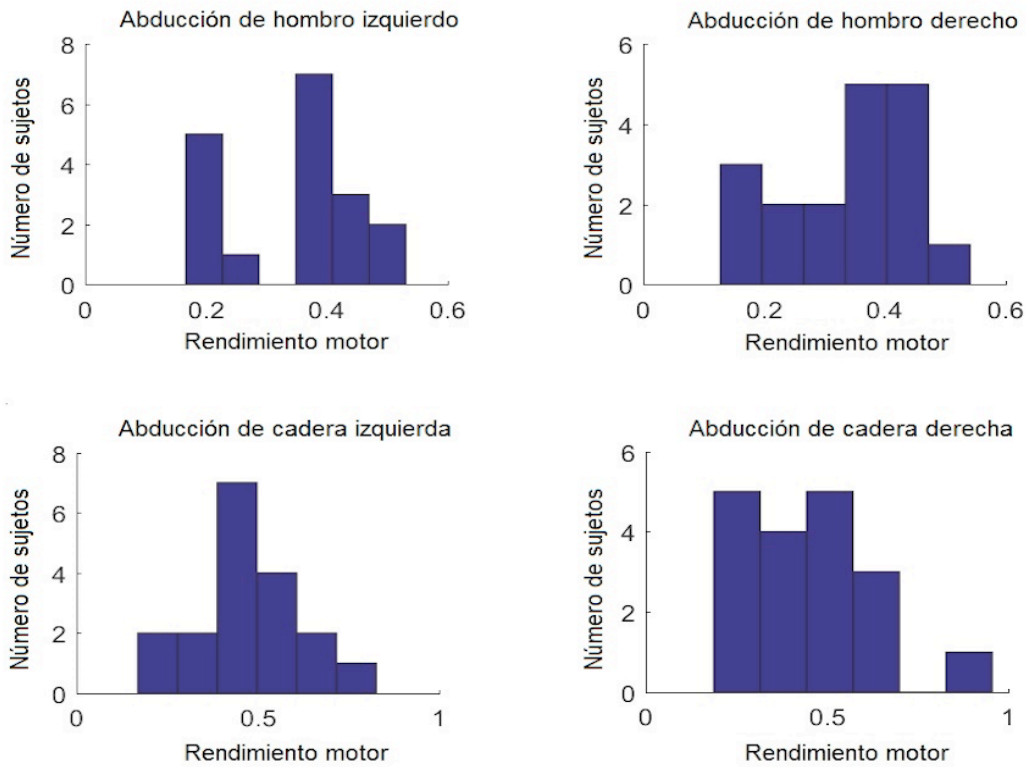 Abducción de hombro izquierdo
8
6
4
2
0
Número de sujetos
0 0.2 0.4 0.6
Rendimiento motor
Abducción de hombro derecho
6
4
2
0
Número de sujetos
0 0.2 0.4 0.6
Rendimiento motor
Abducción de cadera izquierda
8
6
4
2
0
Número de sujetos
0 0.5 1
Rendimiento motor
Abducción de cadera derecha
6
4
2
0
Número de sujetos
0 0.5 1
Rendimiento motor